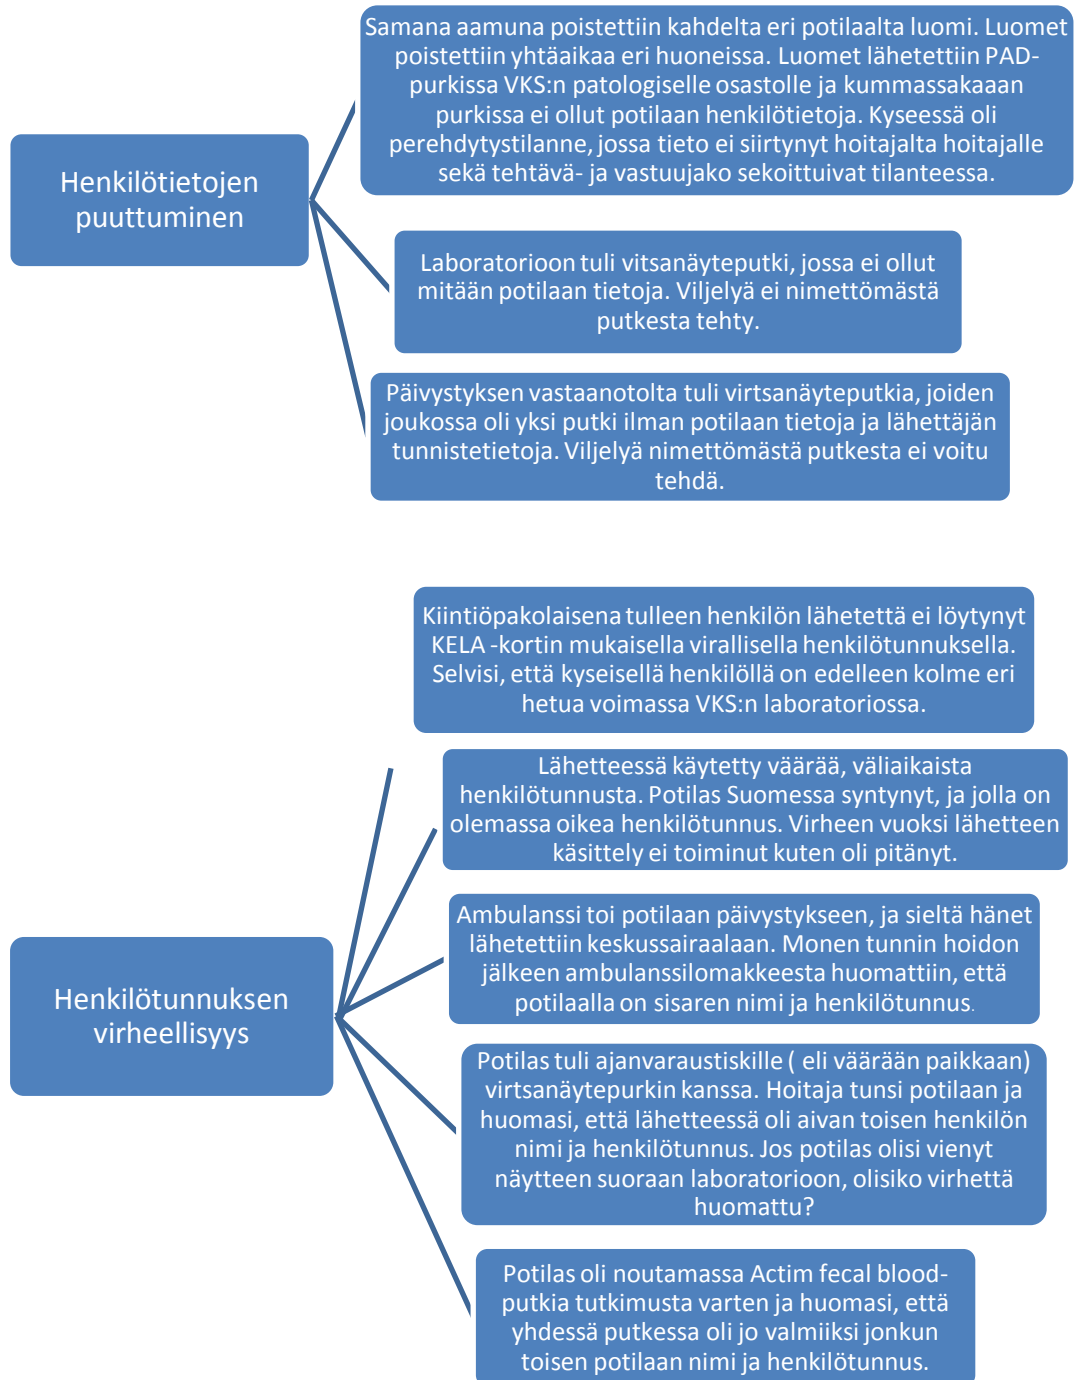 Samana aamuna poistettiin kahdelta eri potilaalta luomi. Luomet
poistettiin yhtäaikaa eri huoneissa. Luomet lähetettiin PAD-
purkissa VKS:n patologiselle osastolle ja kummassakaaan
purkissa ei ollut potilaan henkilötietoja. Kyseessä oli
perehdytystilanne, jossa tieto ei siirtynyt hoitajalta hoitajalle
sekä tehtävä- ja vastuujako sekoittuivat tilanteessa.
Henkilötietojen
puuttuminen
Laboratorioon tuli vitsanäyteputki, jossa ei ollut
mitään potilaan tietoja. Viljelyä ei nimettömästä
putkesta tehty.
Päivystyksen vastaanotolta tuli virtsanäyteputkia, joiden
joukossa oli yksi putki ilman potilaan tietoja ja lähettäjän
tunnistetietoja. Viljelyä nimettömästä putkesta ei voitu
tehdä.
Kiintiöpakolaisena tulleen henkilön lähetettä ei löytynyt
KELA -kortin mukaisella virallisella henkilötunnuksella.
Selvisi, että kyseisellä henkilöllä on edelleen kolme eri
hetua voimassa VKS:n laboratoriossa.
Lähetteessä käytetty väärää, väliaikaista
henkilötunnusta. Potilas Suomessa syntynyt, ja jolla on
olemassa oikea henkilötunnus. Virheen vuoksi lähetteen
käsittely ei toiminut kuten oli pitänyt.
Ambulanssi toi potilaan päivystykseen, ja sieltä hänet
lähetettiin keskussairaalaan. Monen tunnin hoidon
jälkeen ambulanssilomakkeesta huomattiin, että
potilaalla on sisaren nimi ja henkilötunnus.
Henkilötunnuksen
virheellisyys
Potilas tuli ajanvaraustiskille ( eli väärään paikkaan)
virtsanäytepurkin kanssa. Hoitaja tunsi potilaan ja
huomasi, että lähetteessä oli aivan toisen henkilön
nimi ja henkilötunnus. Jos potilas olisi vienyt
näytteen suoraan laboratorioon, olisiko virhettä
huomattu?
Potilas oli noutamassa Actim fecal blood-
putkia tutkimusta varten ja huomasi, että
yhdessä putkessa oli jo valmiiksi jonkun
toisen potilaan nimi ja henkilötunnus.